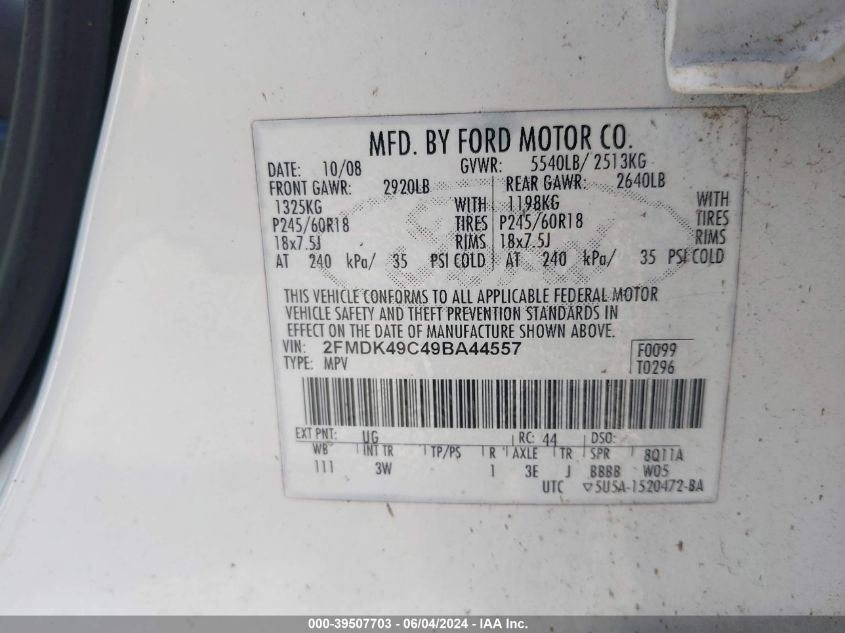 MFD. BY FORD MOTOR CO.
DATE: 10/08 GVWR: 5540LB/ 2513KG
FRONT GAWR: 2920LB REAR GAWR: 2640LB
1325KG WITH 1198KG WITH
P245/60R18 TIRES P245/60R18 TIRES
18x7.5J RIMS 18x7.5J RIMS
AT 240 kPa/ 35 PSI COLD AT 240 kPa/ 35 PSI COLD
THIS VEHICLE CONFORMS TO ALL APPLICABLE FEDERAL MOTOR
VEHICLE SAFETY AND THEFT PREVENTION STANDARDS IN
EFFECT ON THE DATE OF MANUFACTURE SHOWN ABOVE.
VIN: 2FMDK49C49BA44557 F0099
TYPE: MPV T0296
EXT PNT: UG RC: 44 DSO:
WB INT TR TP/PS R AXLE TR SPR 8Q11A
111 3W 1 3E J BBBB W05
UTC ▽5U5A-1520472-BA
000-39507703 - 06/04/2024 - IAA Inc.